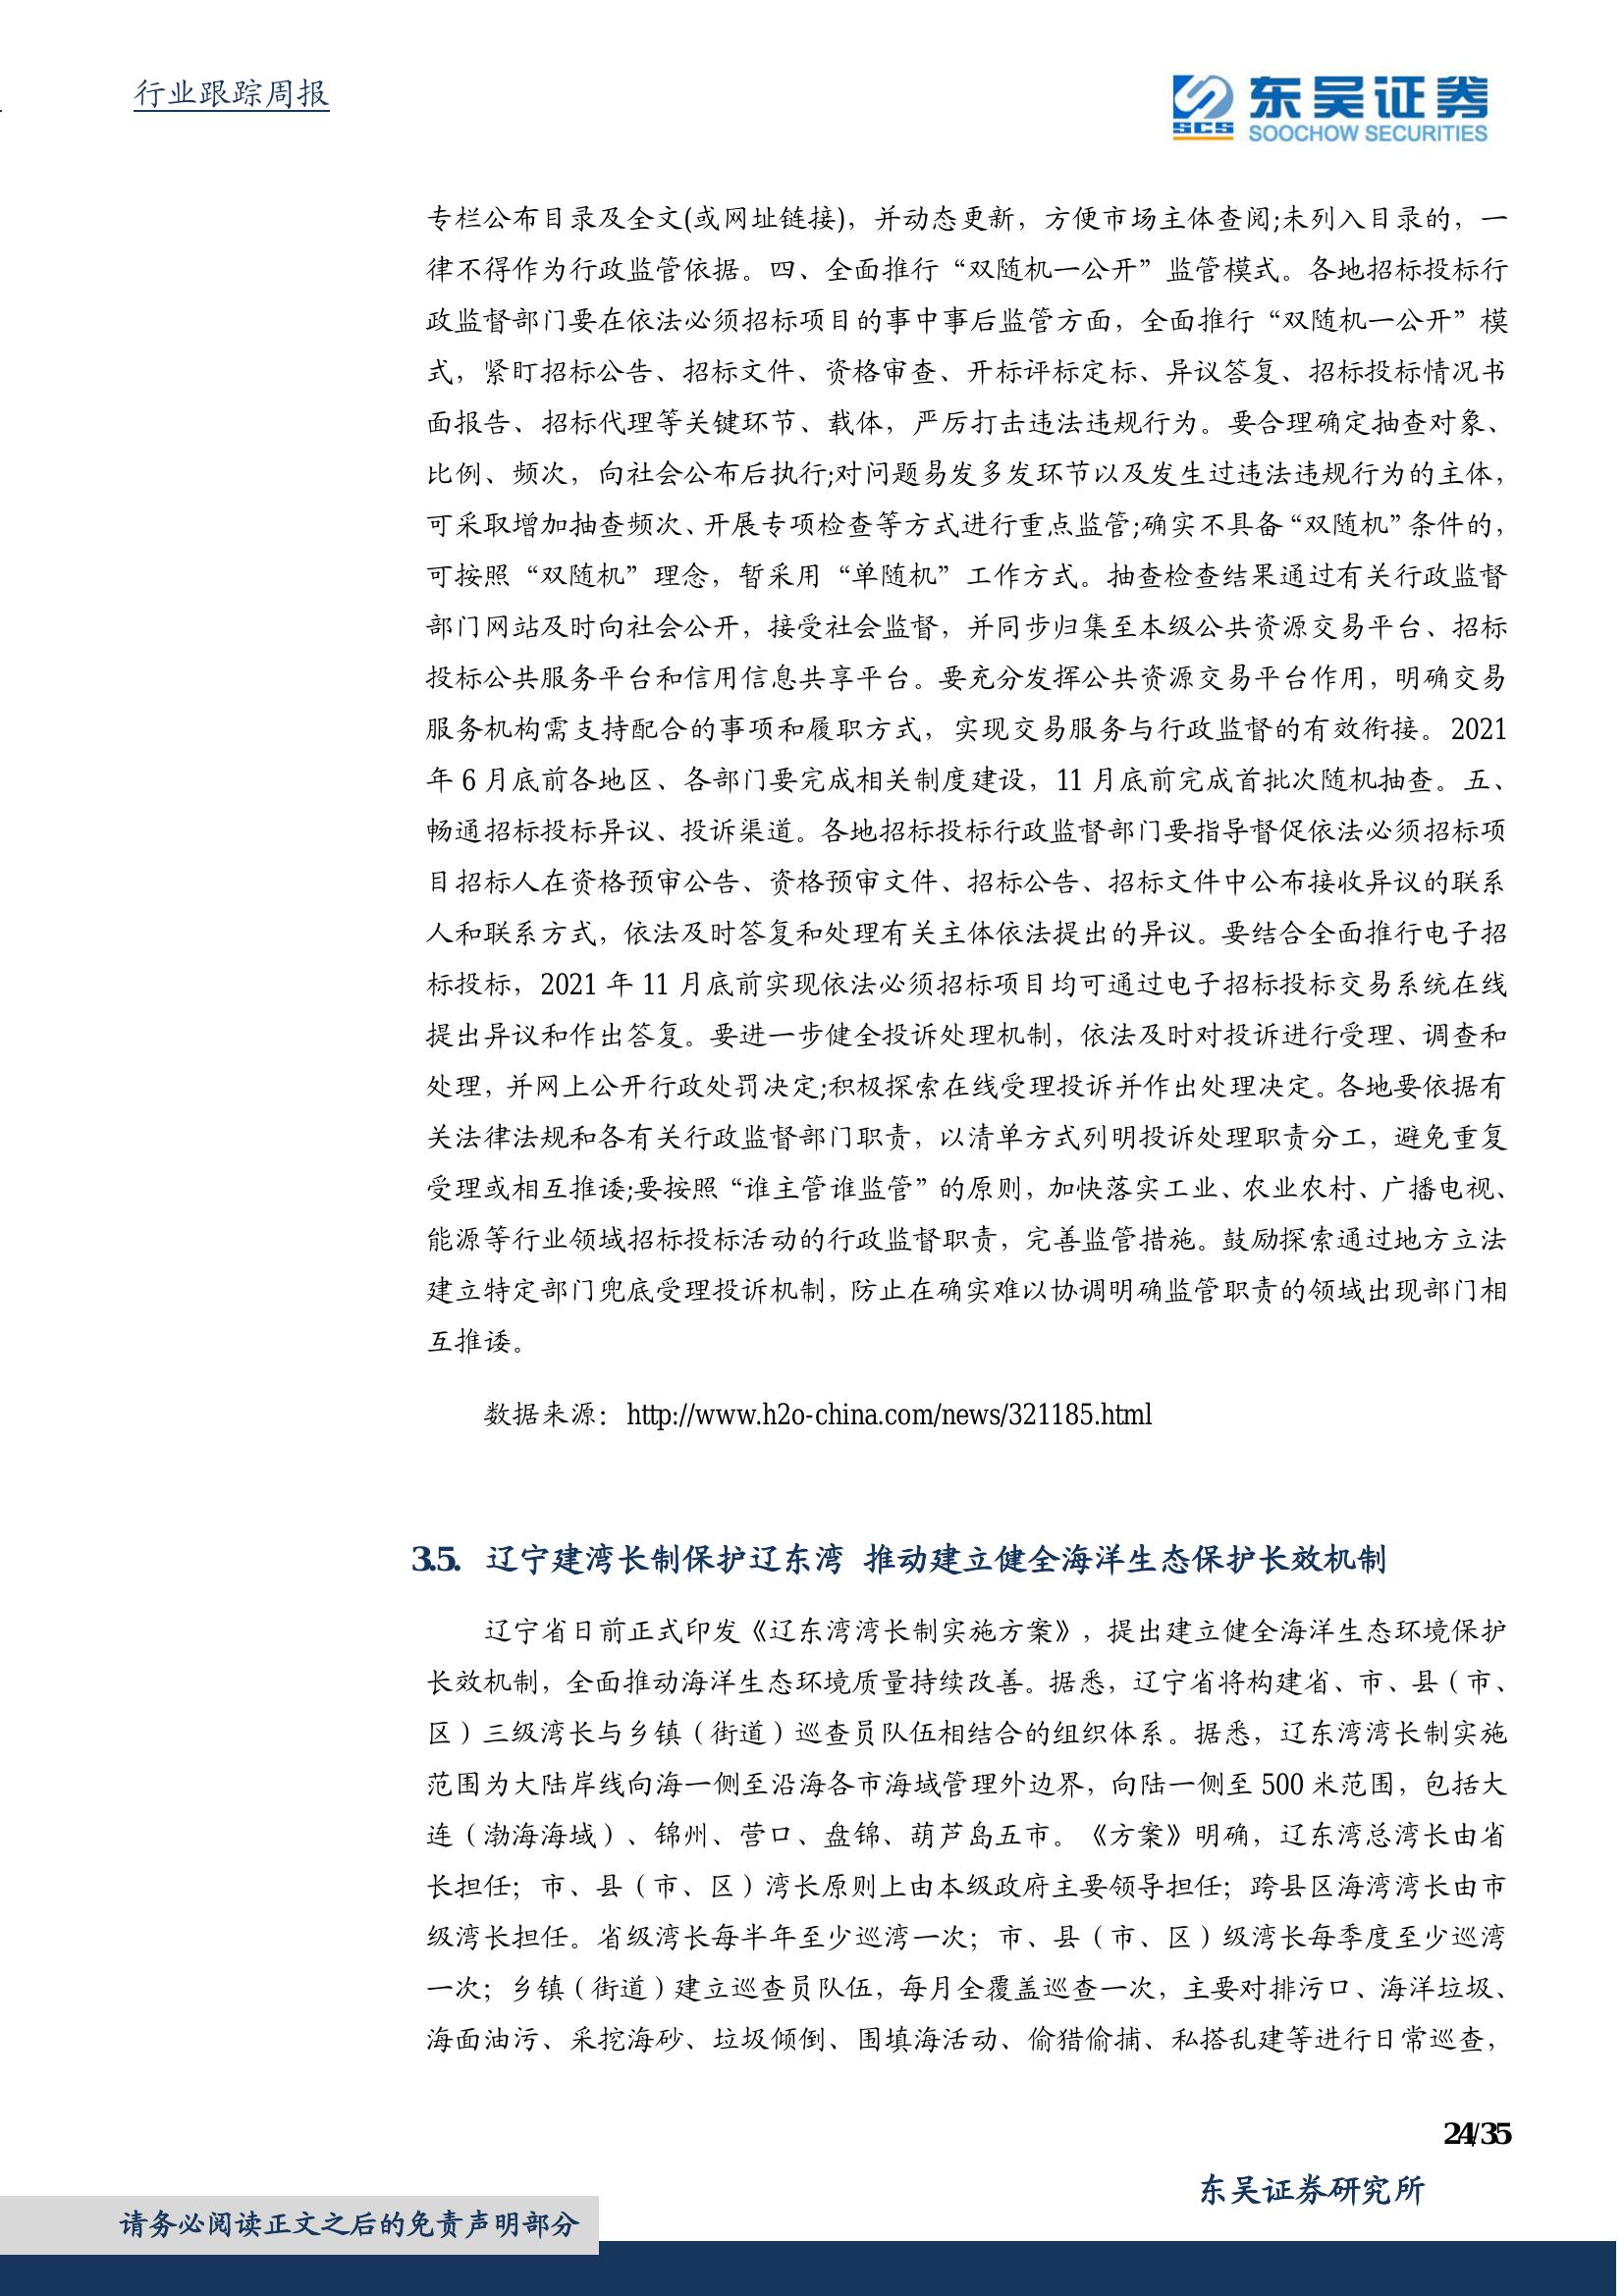 行业跟踪周报
东吴证券
SCS
SOOCHOW SECURITIES
专栏公布目录及全文(或网址链接)，并动态更新，方便市场主体查阅;未列入目录的，一
律不得作为行政监管依据。四、全面推行“双随机一公开”监管模式。各地招标投标行
政监督部门要在依法必须招标项目的事中事后监管方面，全面推行“双随机一公开”模
式，紧盯招标公告、招标文件、资格审查、开标评标定标、异议答复、招标投标情况书
面报告、招标代理等关键环节、载体，严厉打击违法违规行为。要合理确定抽查对象、
比例、频次，向社会公布后执行;对问题易发多发环节以及发生过违法违规行为的主体，
可采取增加抽查频次、开展专项检查等方式进行重点监管;确实不具备“双随机”条件的，
可按照“双随机”理念，暂采用“单随机”工作方式。抽查检查结果通过有关行政监督
部门网站及时向社会公开，接受社会监督，并同步归集至本级公共资源交易平台、招标
投标公共服务平台和信用信息共享平台。要充分发挥公共资源交易平台作用，明确交易
服务机构需支持配合的事项和履职方式，实现交易服务与行政监督的有效衔接。2021
年 6 月底前各地区、各部门要完成相关制度建设，11 月底前完成首批次随机抽查。五、
畅通招标投标异议、投诉渠道。各地招标投标行政监督部门要指导督促依法必须招标项
目招标人在资格预审公告、资格预审文件、招标公告、招标文件中公布接收异议的联系
人和联系方式，依法及时答复和处理有关主体依法提出的异议。要结合全面推行电子招
标投标，2021 年 11 月底前实现依法必须招标项目均可通过电子招标投标交易系统在线
提出异议和作出答复。要进一步健全投诉处理机制，依法及时对投诉进行受理、调查和
处理，并网上公开行政处罚决定;积极探索在线受理投诉并作出处理决定。各地要依据有
关法律法规和各有关行政监督部门职责，以清单方式列明投诉处理职责分工，避免重复
受理或相互推诿;要按照“谁主管谁监管”的原则，加快落实工业、农业农村、广播电视、
能源等行业领域招标投标活动的行政监督职责，完善监管措施。鼓励探索通过地方立法
建立特定部门兜底受理投诉机制，防止在确实难以协调明确监管职责的领域出现部门相
互推诿。
数据来源：http://www.h2o-china.com/news/321185.html
3.5. 辽宁建湾长制保护辽东湾 推动建立健全海洋生态保护长效机制
辽宁省日前正式印发《辽东湾湾长制实施方案》，提出建立健全海洋生态环境保护
长效机制，全面推动海洋生态环境质量持续改善。据悉，辽宁省将构建省、市、县（市、
区）三级湾长与乡镇（街道）巡查员队伍相结合的组织体系。据悉，辽东湾湾长制实施
范围为大陆岸线向海一侧至沿海各市海域管理外边界，向陆一侧至 500 米范围，包括大
连（渤海海域）、锦州、营口、盘锦、葫芦岛五市。《方案》明确，辽东湾总湾长由省
长担任；市、县（市、区）湾长原则上由本级政府主要领导担任；跨县区海湾湾长由市
级湾长担任。省级湾长每半年至少巡湾一次；市、县（市、区）级湾长每季度至少巡湾
一次；乡镇（街道）建立巡查员队伍，每月全覆盖巡查一次，主要对排污口、海洋垃圾、
海面油污、采挖海砂、垃圾倾倒、围填海活动、偷猎偷捕、私搭乱建等进行日常巡查，
24/35
东吴证券研究所
请务必阅读正文之后的免责声明部分